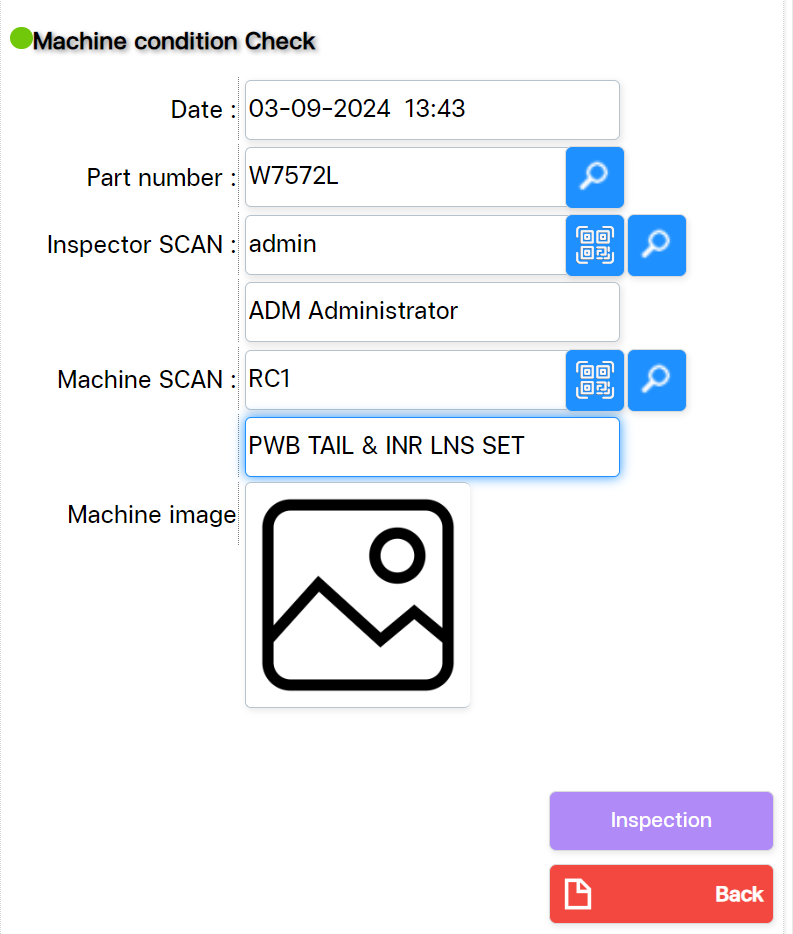 Machine condition Check
Date : 03-09-2024 13:43
Part number : W7572L
Inspector SCAN : admin
ADM Administrator
Machine SCAN : RC1
PWB TAIL & INR LNS SET
Machine image
Inspection
Back